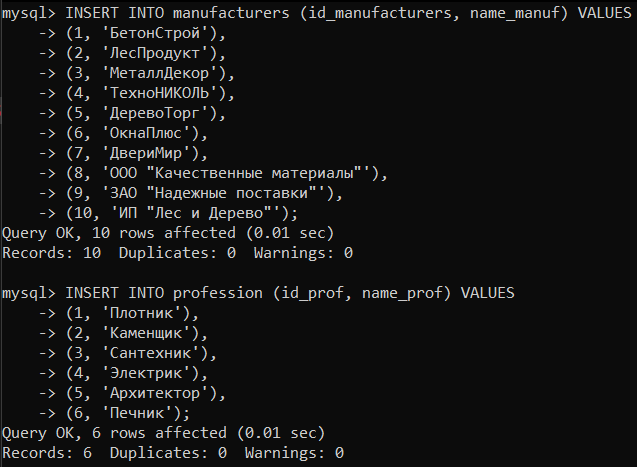 mysql> INSERT INTO manufacturers (id_manufacturers, name_manuf) VALUES
    -> (1, 'БетонСтрой'),
    -> (2, 'ЛесПродукт'),
    -> (3, 'МеталлДекор'),
    -> (4, 'ТехноНИКОЛЬ'),
    -> (5, 'ДеревоТорг'),
    -> (6, 'ОкнаПлюс'),
    -> (7, 'ДвериМир'),
    -> (8, 'ООО "Качественные материалы"'),
    -> (9, 'ЗАО "Надежные поставки"'),
    -> (10, 'ИП "Лес и Дерево"');
Query OK, 10 rows affected (0.01 sec)
Records: 10  Duplicates: 0  Warnings: 0

mysql> INSERT INTO profession (id_prof, name_prof) VALUES
    -> (1, 'Плотник'),
    -> (2, 'Каменщик'),
    -> (3, 'Сантехник'),
    -> (4, 'Электрик'),
    -> (5, 'Архитектор'),
    -> (6, 'Печник');
Query OK, 6 rows affected (0.01 sec)
Records: 6  Duplicates: 0  Warnings: 0